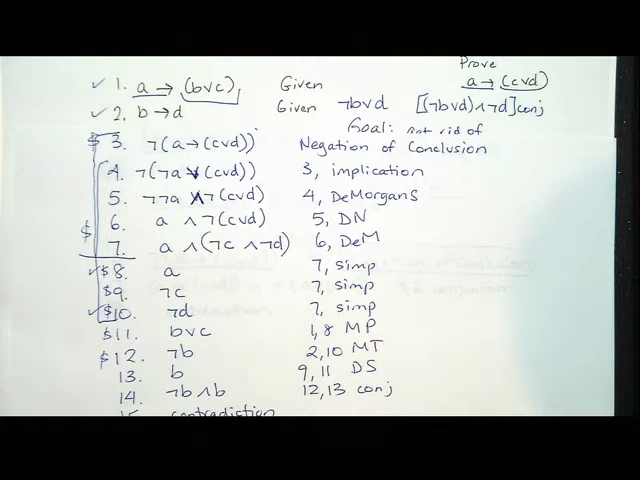 Prove
✓ 1. a → (b∨c), Given a → (c∨d)
✓ 2. b → d Given ¬b∨d [(¬b∨d)∧¬d] conj
Goal: get rid of
$ 3. ¬(a→(c∨d)) Negation of Conclusion
4. ¬(¬a∨(c∨d)) 3, implication
5. ¬¬a ∧¬(c∨d) 4, DeMorgans
6. a ∧¬(c∨d) 5, DN
$ 7. a ∧(¬c ∧¬d) 6, DeM
✓$8. a 7, simp
$9. ¬c 7, simp
✓$10. ¬d 7, simp
$11. b∨c 1,8 MP
$12. ¬b 2,10 MT
13. b 9,11 DS
14. ¬b∧b 12,13 conj
15. contradiction